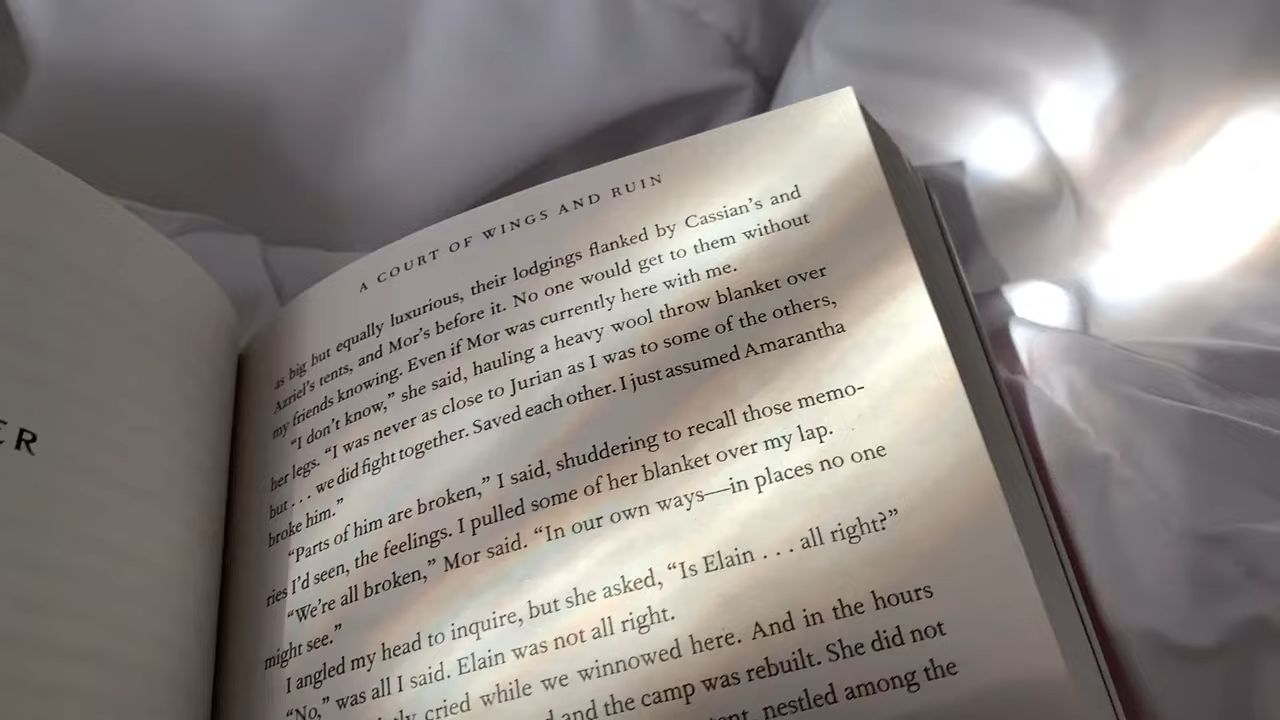 ER
A COURT OF WINGS AND RUIN
as big but equally luxurious, their lodgings flanked by Cassian's and
Azriel's tents, and Mor's before it. No one would get to them without
my friends knowing. Even if Mor was currently here with me.
“I don't know,” she said, hauling a heavy wool throw blanket over
her legs. “I was never as close to Jurian as I was to some of the others,
but . . . we did fight together. Saved each other. I just assumed Amarantha
broke him.”
“Parts of him are broken,” I said, shuddering to recall those memo-
ries I'd seen, the feelings. I pulled some of her blanket over my lap.
“We're all broken,” Mor said. “In our own ways—in places no one
might see.”
I angled my head to inquire, but she asked, “Is Elain . . . all right?”
“No,” was all I said. Elain was not all right.
cried while we winnowed here. And in the hours
and the camp was rebuilt. She did not
nestled among the